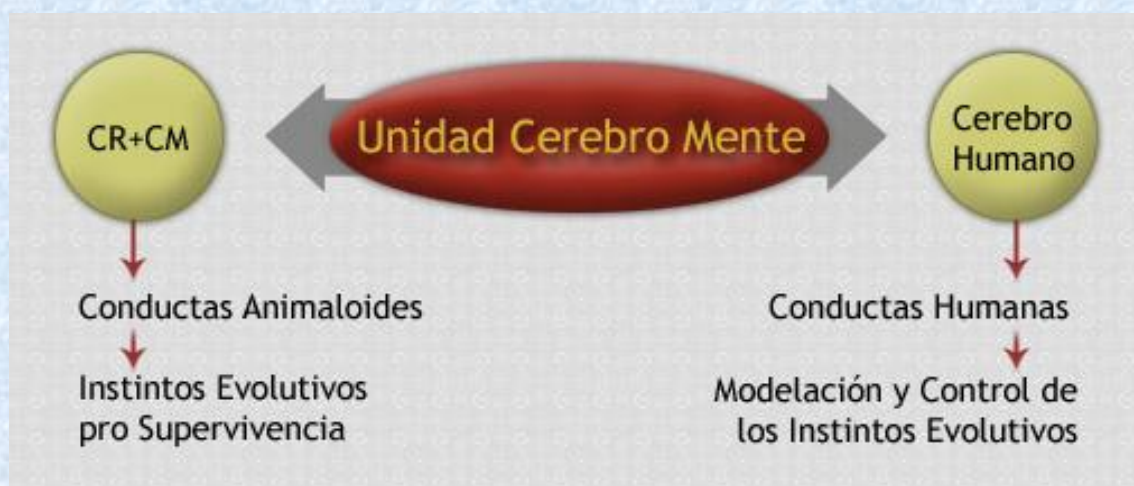 CR+CM
Unidad Cerebro Mente
Cerebro
Humano
Conductas Animaloides
Instintos Evolutivos
pro Supervivencia
Conductas Humanas
Modelación y Control de
los Instintos Evolutivos